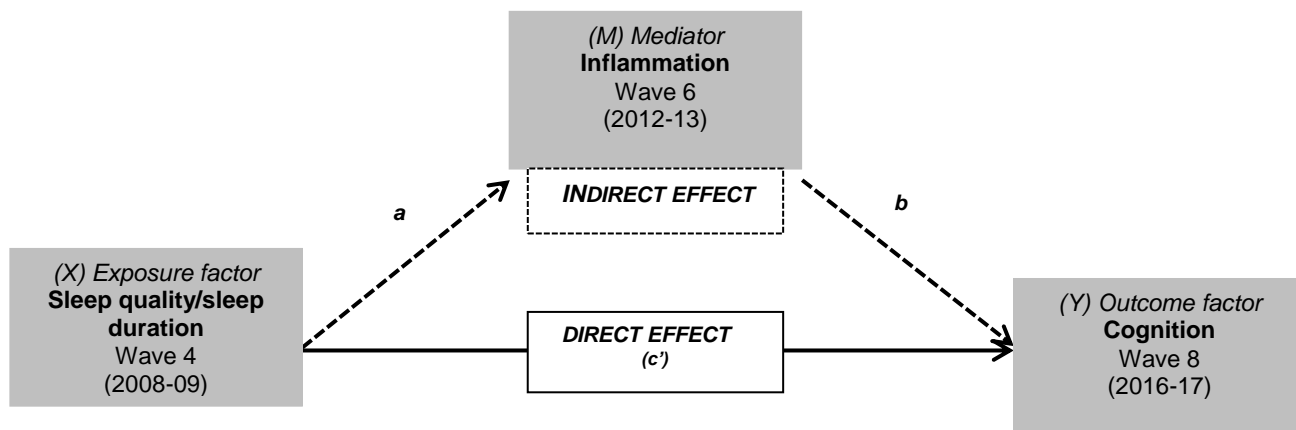 (M) Mediator
Inflammation
Wave 6
(2012-13)
INDIRECT EFFECT
a
b
(X) Exposure factor
Sleep quality/sleep
duration
Wave 4
(2008-09)
DIRECT EFFECT
(c’)
(Y) Outcome factor
Cognition
Wave 8
(2016-17)